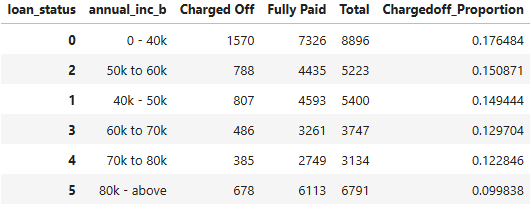 loan_status annual_inc_b Charged Off Fully Paid Total Chargedoff_Proportion
0 0 - 40k 1570 7326 8896 0.176484
2 50k to 60k 788 4435 5223 0.150871
1 40k - 50k 807 4593 5400 0.149444
3 60k to 70k 486 3261 3747 0.129704
4 70k to 80k 385 2749 3134 0.122846
5 80k - above 678 6113 6791 0.099838